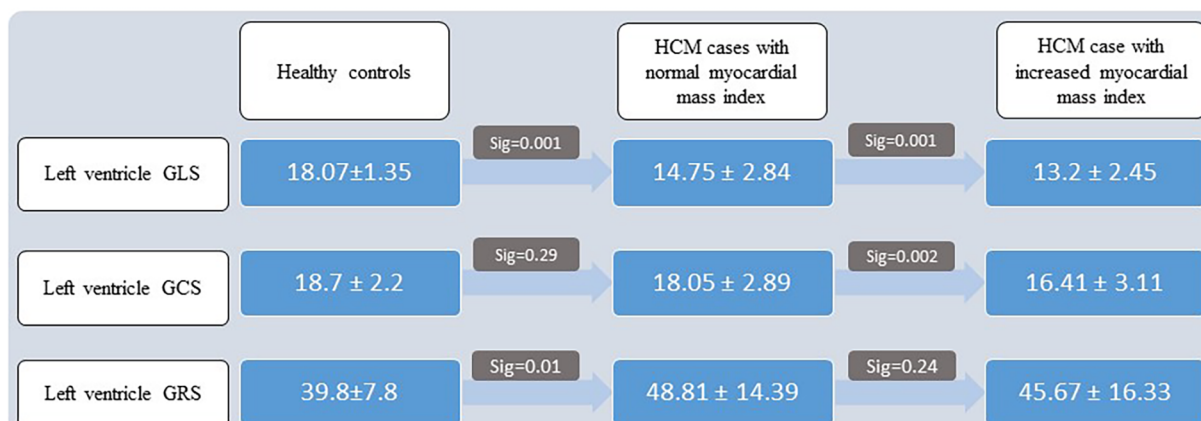 Healthy controls
HCM cases with
normal myocardial
mass index
HCM case with
increased myocardial
mass index
Left ventricle GLS
18.07±1.35
Sig=0.001
14.75 ± 2.84
Sig=0.001
13.2 ± 2.45
Left ventricle GCS
18.7 ± 2.2
Sig=0.29
18.05 ± 2.89
Sig=0.002
16.41 ± 3.11
Left ventricle GRS
39.8±7.8
Sig=0.01
48.81 ± 14.39
Sig=0.24
45.67 ± 16.33